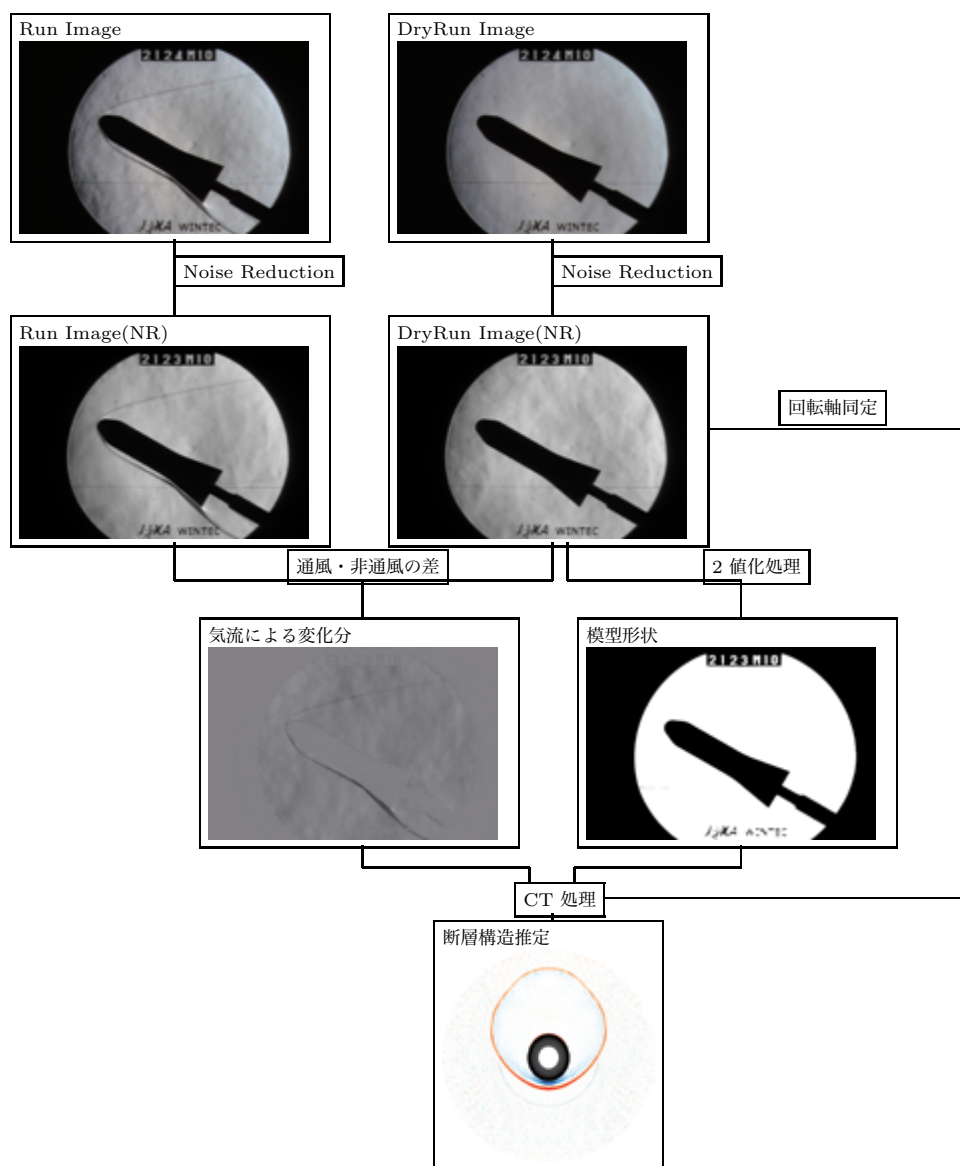 Run Image
DryRun Image
2124M10
2124M10
JAXA WINTEC
JAXA WINTEC
Noise Reduction
Noise Reduction
Run Image(NR)
DryRun Image(NR)
2123M10
2123M10
回転軸同定
JAXA WINTEC
JAXA WINTEC
通風・非通風の差
2 値化処理
気流による変化分
模型形状
2123M10
JAXA WINTEC
CT 処理
断層構造推定